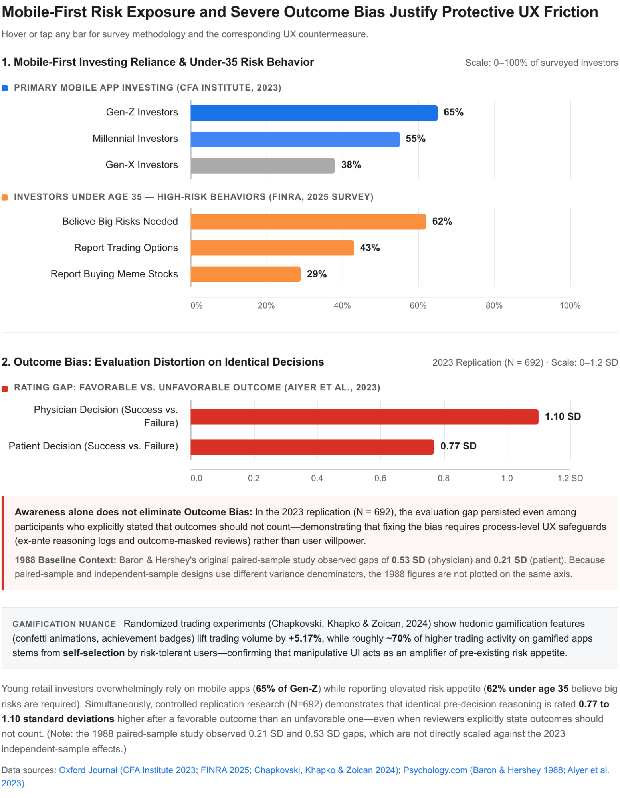 Mobile-First Risk Exposure and Severe Outcome Bias Justify Protective UX Friction
Hover or tap any bar for survey methodology and the corresponding UX countermeasure.
1. Mobile-First Investing Reliance & Under-35 Risk Behavior
Scale: 0–100% of surveyed investors
PRIMARY MOBILE APP INVESTING (CFA INSTITUTE, 2023)
Gen-Z Investors 65%
Millennial Investors 55%
Gen-X Investors 38%
INVESTORS UNDER AGE 35 — HIGH-RISK BEHAVIORS (FINRA, 2025 SURVEY)
Believe Big Risks Needed 62%
Report Trading Options 43%
Report Buying Meme Stocks 29%
0% 20% 40% 60% 80% 100%
2. Outcome Bias: Evaluation Distortion on Identical Decisions
2023 Replication (N = 692) · Scale: 0–1.2 SD
RATING GAP: FAVORABLE VS. UNFAVORABLE OUTCOME (AIYER ET AL., 2023)
Physician Decision (Success vs.
Failure) 1.10 SD
Patient Decision (Success vs. Failure) 0.77 SD
0.0 0.2 0.4 0.6 0.8 1.0 1.2 SD
Awareness alone does not eliminate Outcome Bias: In the 2023 replication (N = 692), the evaluation gap persisted even among
participants who explicitly stated that outcomes should not count—demonstrating that fixing the bias requires process-level UX safeguards
(ex-ante reasoning logs and outcome-masked reviews) rather than user willpower.
1988 Baseline Context: Baron & Hershey's original paired-sample study observed gaps of 0.53 SD (physician) and 0.21 SD (patient). Because
paired-sample and independent-sample designs use different variance denominators, the 1988 figures are not plotted on the same axis.
GAMIFICATION NUANCE Randomized trading experiments (Chapkovski, Khapko & Zoican, 2024) show hedonic gamification features
(confetti animations, achievement badges) lift trading volume by +5.17%, while roughly ~70% of higher trading activity on gamified apps
stems from self-selection by risk-tolerant users—confirming that manipulative UI acts as an amplifier of pre-existing risk appetite.
Young retail investors overwhelmingly rely on mobile apps (65% of Gen-Z) while reporting elevated risk appetite (62% under age 35 believe big
risks are required). Simultaneously, controlled replication research (N=692) demonstrates that identical pre-decision reasoning is rated 0.77 to
1.10 standard deviations higher after a favorable outcome than an unfavorable one—even when reviewers explicitly state outcomes should
not count. (Note: the 1988 paired-sample study observed 0.21 SD and 0.53 SD gaps, which are not directly scaled against the 2023
independent-sample effects.)
Data sources: Oxford Journal (CFA Institute 2023; FINRA 2025; Chapkovski, Khapko & Zoican 2024); Psychology.com (Baron & Hershey 1988; Aiyer et al.
2023).